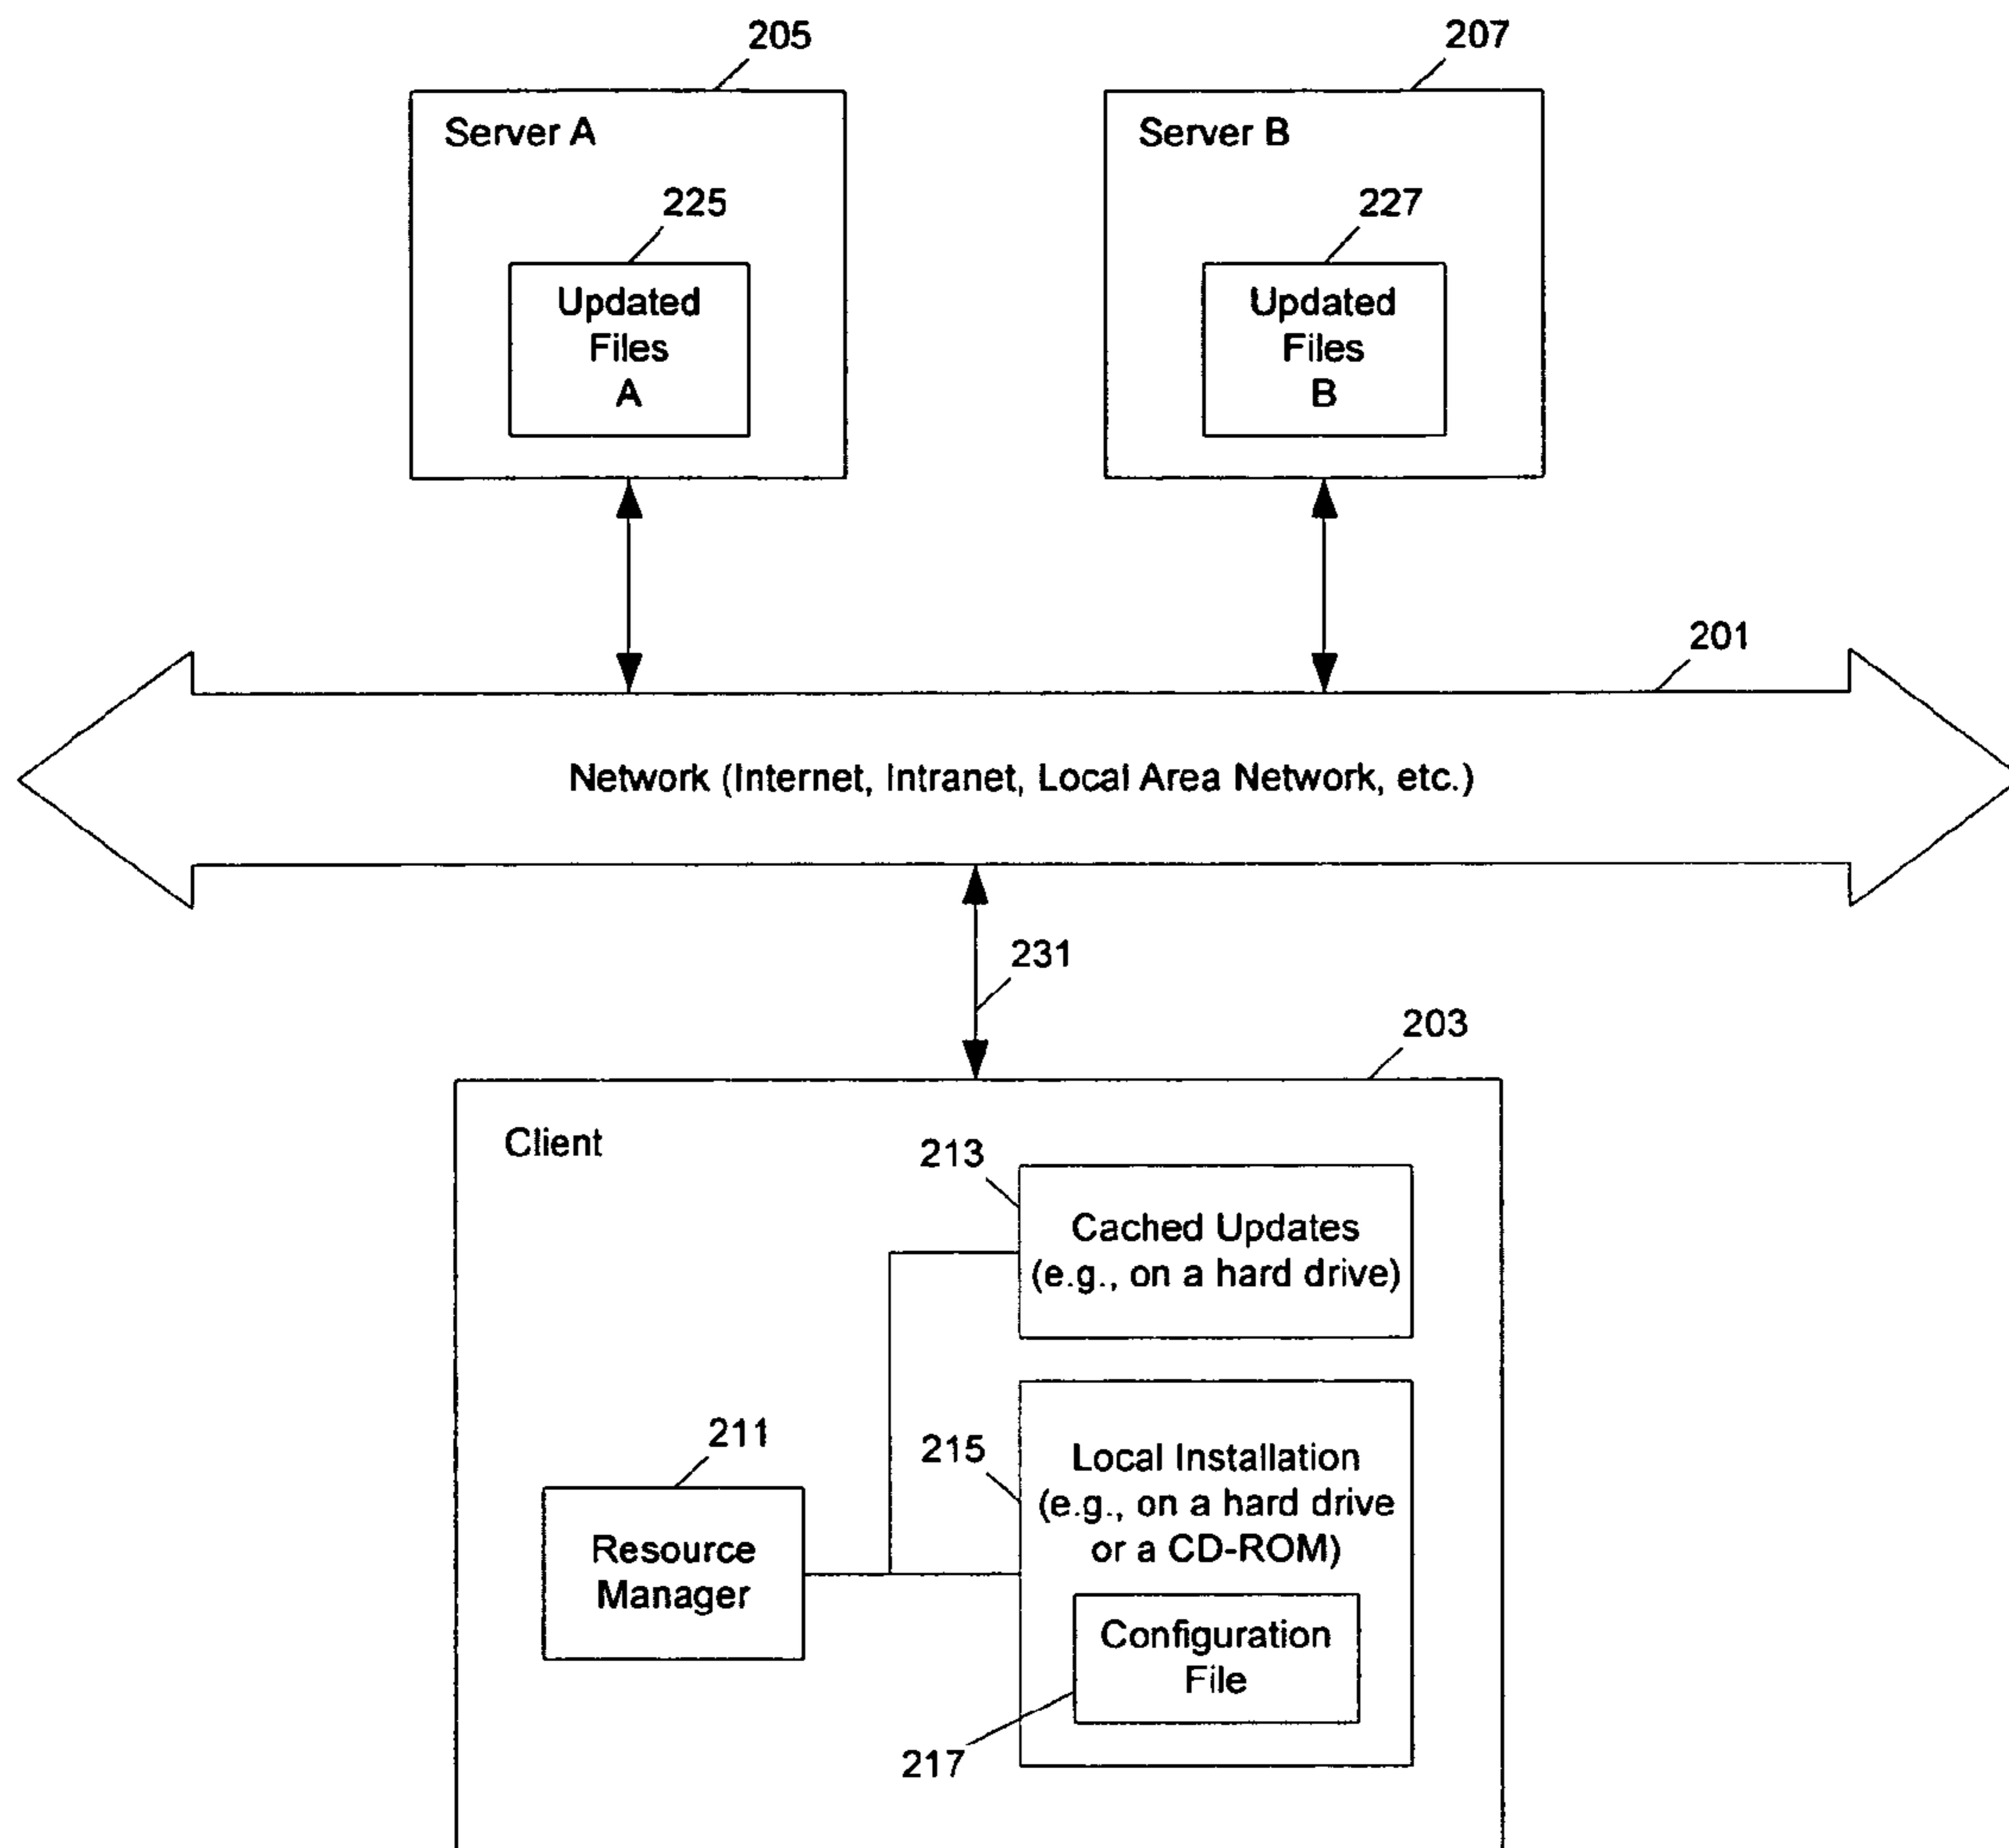 205
207
Server A
Server B
225
227
Updated
Files
A
Updated
Files
B
201
Network (Internet, Intranet, Local Area Network, etc.)
231
203
Client
213
Cached Updates
(e.g., on a hard drive)
211
215
Local Installation
(e.g., on a hard drive
or a CD-ROM)
Resource
Manager
Configuration
File
217